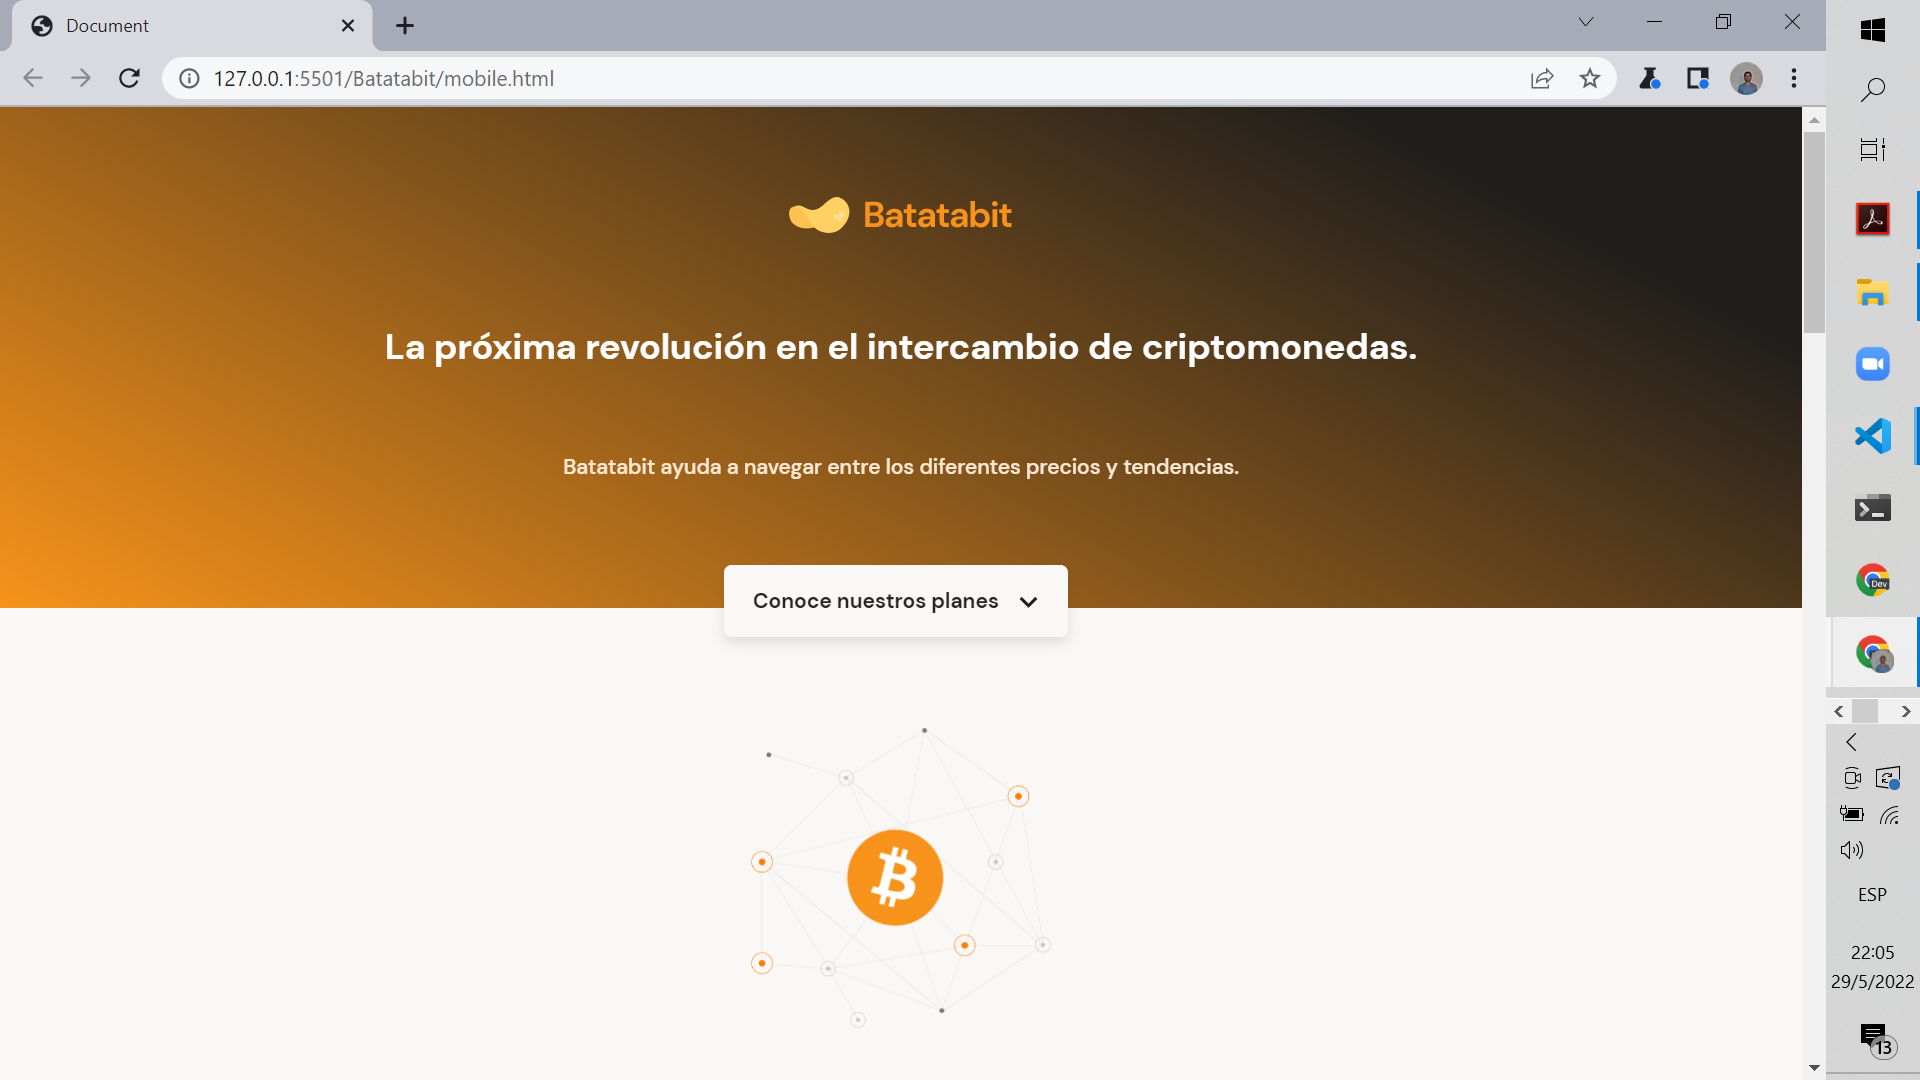 Document
127.0.0.1:5501/Batatabit/mobile.html
Batatabit
La próxima revolución en el intercambio de criptomonedas.
Batatabit ayuda a navegar entre los diferentes precios y tendencias.
Conoce nuestros planes
Dev
ESP
22:05
29/5/2022
13